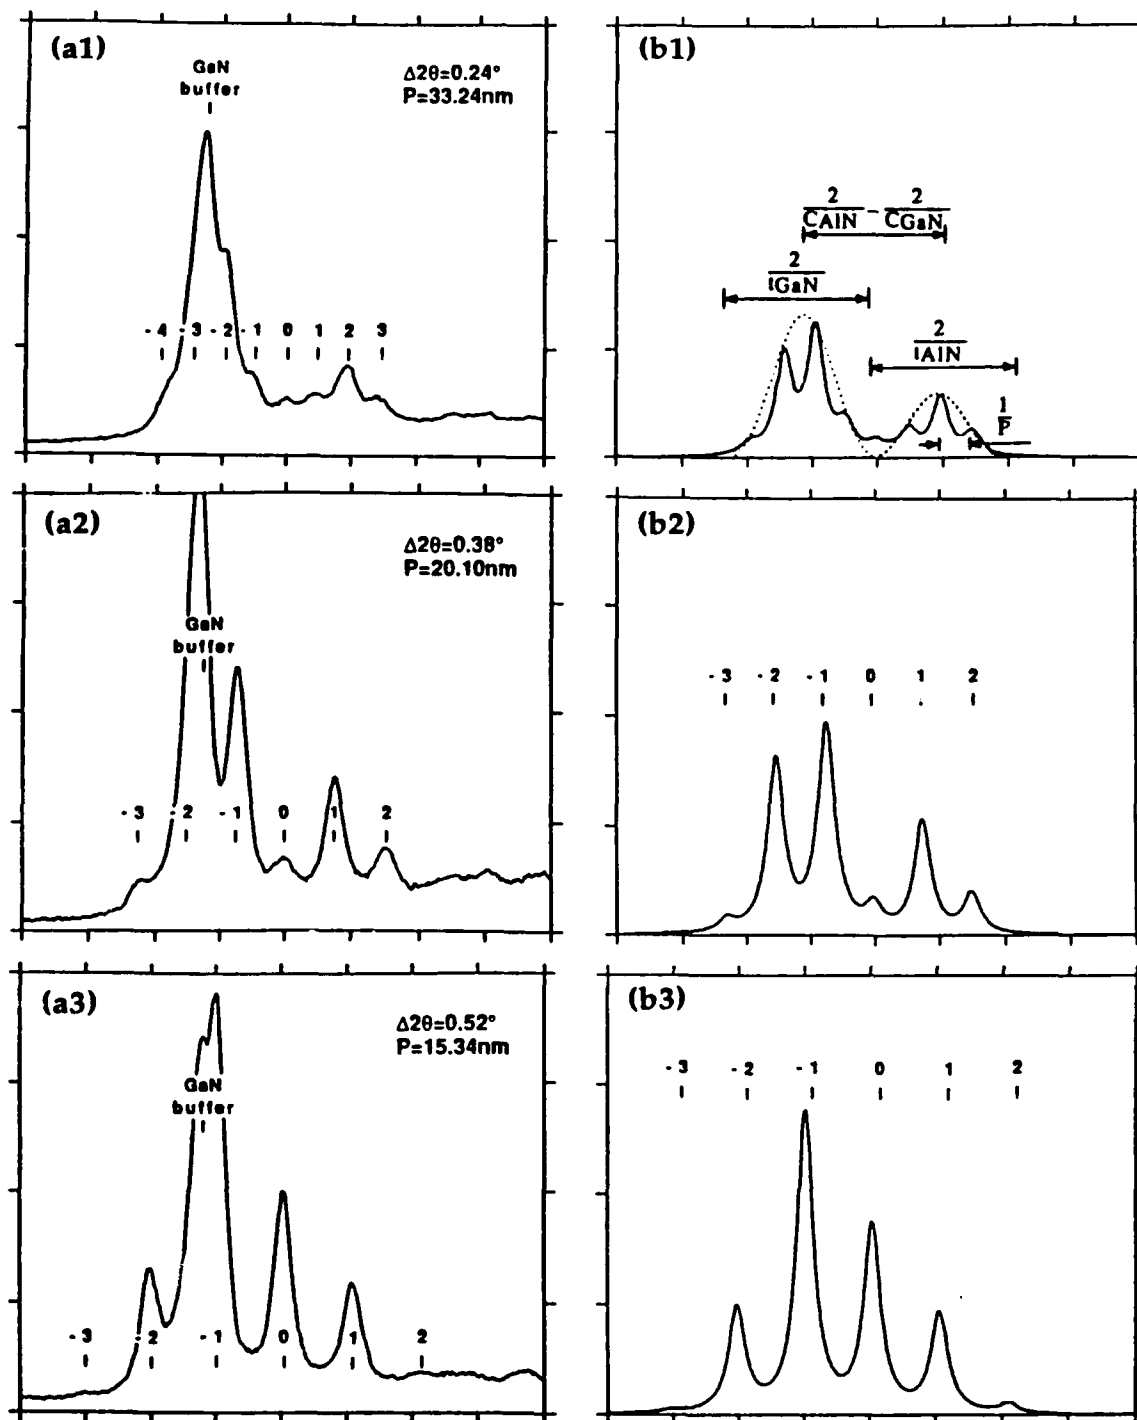 (a1)
GaN
buffer
Δ2θ=0.24°
P=33.24nm
-4 -3 -2 -1 0 1 2 3
(b1)
2/CAlN - 2/CGaN
2/lGaN
2/lAlN
1/P
(a2)
Δ2θ=0.38°
P=20.10nm
GaN
buffer
-3 -2 -1 0 1 2
(b2)
-3 -2 -1 0 1 2
(a3)
Δ2θ=0.52°
P=15.34nm
GaN
buffer
-3 -2 -1 0 1 2
(b3)
-3 -2 -1 0 1 2